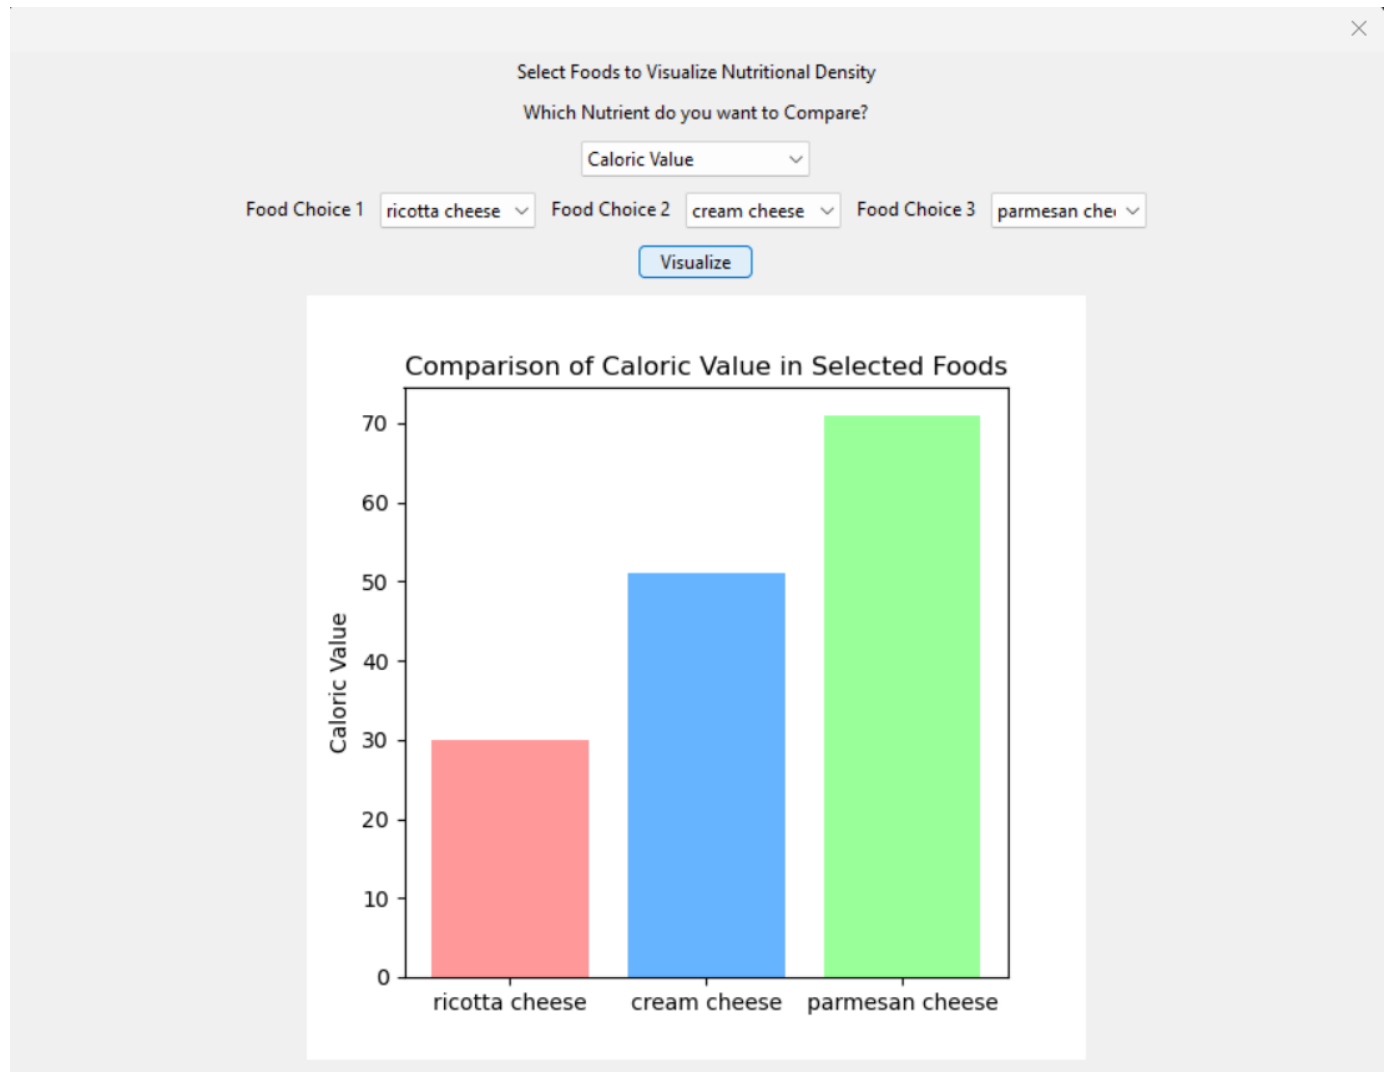 Select Foods to Visualize Nutritional Density
Which Nutrient do you want to Compare?
Caloric Value
Food Choice 1 ricotta cheese Food Choice 2 cream cheese Food Choice 3 parmesan che
Visualize
Comparison of Caloric Value in Selected Foods
Caloric Value
70
60
50
40
30
20
10
0
ricotta cheese cream cheese parmesan cheese